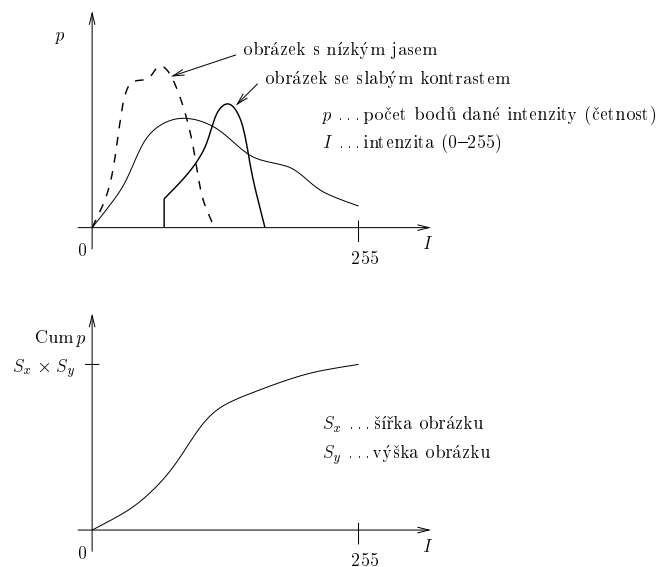 p
obrázek s nízkým jasem
obrázek se slabým kontrastem
p ... počet bodů dané intenzity (četnost)
I ... intenzita (0–255)
0
255
I
Cum p
Sx × Sy
Sx ... šířka obrázku
Sy ... výška obrázku
0
255
I